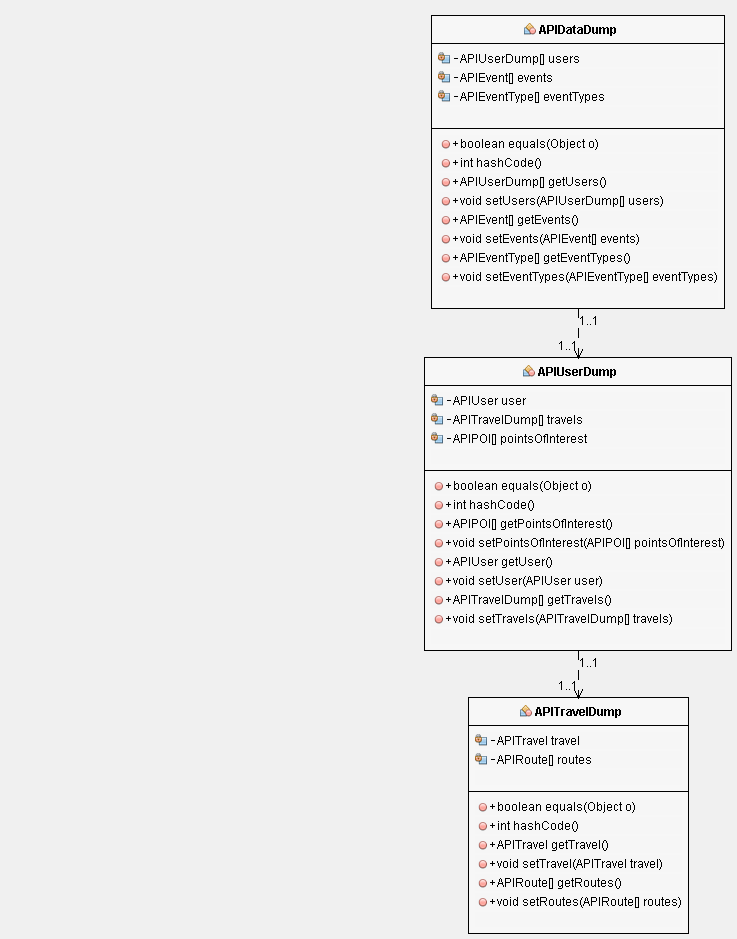 APIDataDump
-APIUserDump[] users
-APIEvent[] events
-APIEventType[] eventTypes
+boolean equals(Object o)
+int hashCode()
+APIUserDump[] getUsers()
+void setUsers(APIUserDump[] users)
+APIEvent[] getEvents()
+void setEvents(APIEvent[] events)
+APIEventType[] getEventTypes()
+void setEventTypes(APIEventType[] eventTypes)
1..1
1..1
APIUserDump
-APIUser user
-APITravelDump[] travels
-APIPOI[] pointsOfInterest
+boolean equals(Object o)
+int hashCode()
+APIPOI[] getPointsOfInterest()
+void setPointsOfInterest(APIPOI[] pointsOfInterest)
+APIUser getUser()
+void setUser(APIUser user)
+APITravelDump[] getTravels()
+void setTravels(APITravelDump[] travels)
1..1
1..1
APITravelDump
-APITravel travel
-APIRoute[] routes
+boolean equals(Object o)
+int hashCode()
+APITravel getTravel()
+void setTravel(APITravel travel)
+APIRoute[] getRoutes()
+void setRoutes(APIRoute[] routes)